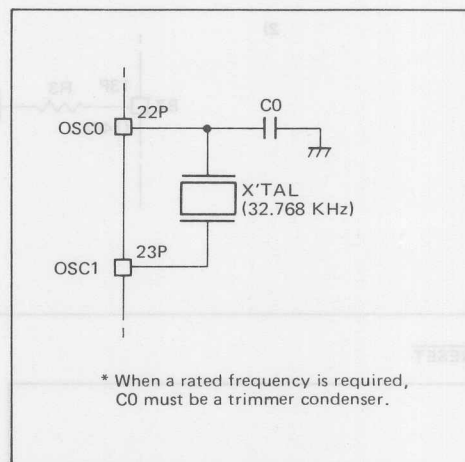 22P
C0
OSC0
X'TAL
(32.768 KHz)
23P
OSC1
* When a rated frequency is required,
C0 must be a trimmer condenser.